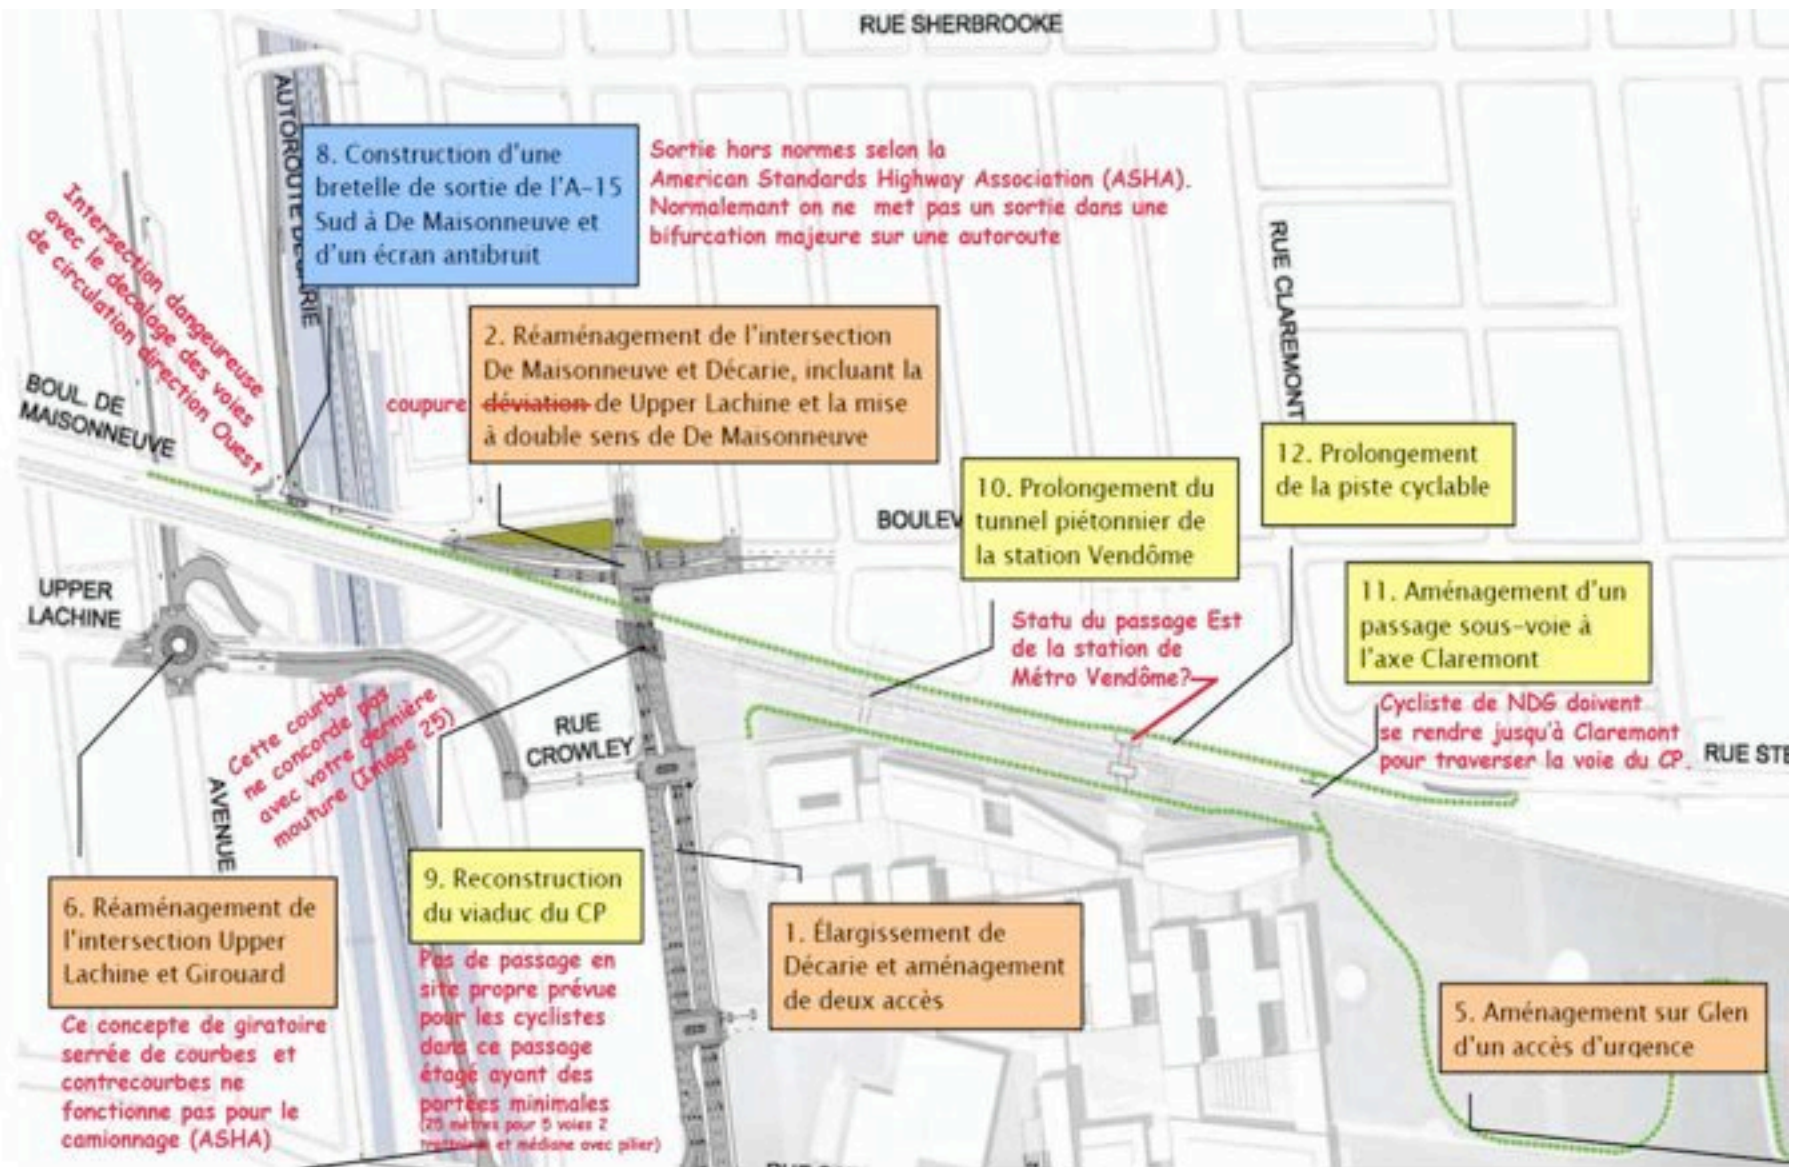 RUE SHERBROOKE
8. Construction d'une
bretelle de sortie de l'A-15
Sud à De Maisonneuve et
d'un écran antibruit
Sortie hors normes selon la
American Standards Highway Association (ASHA).
Normalemant on ne met pas un sortie dans une
bifurcation majeure sur une autoroute
AUTOROUTE
Intersection dangeureuse
avec le decolage des voies
de circulation direction Ouest
RUE CLAREMONT
2. Réaménagement de l'intersection
De Maisonneuve et Décarie, incluant la
coupure déviation de Upper Lachine et la mise
à double sens de De Maisonneuve
BOUL. DE
MAISONNEUVE
12. Prolongement
de la piste cyclable
10. Prolongement du
tunnel piétonnier de
la station Vendôme
BOULEV
11. Aménagement d'un
passage sous-voie à
l'axe Claremont
UPPER
LACHINE
Statu du passage Est
de la station de
Métro Vendôme?
Cycliste de NDG doivent
se rendre jusqu'à Claremont
pour traverser la voie du CP.
RUE STE
Cette courbe
ne concorde pas
avec votre dernière
mouture (Image 25)
RUE
CROWLEY
AVENUE
9. Reconstruction
du viaduc du CP
6. Réaménagement de
l'intersection Upper
Lachine et Girouard
1. Élargissement de
Décarie et aménagement
de deux accès
Pas de passage en
site propre prévue
pour les cyclistes
dans ce passage
étagé ayant des
portées minimales
(25 mètres pour 5 voies 2
et médiane avec pilier)
Ce concepte de giratoire
serrée de courbes et
contrecourbes ne
fonctionne pas pour le
camionnage (ASHA)
5. Aménagement sur Glen
d'un accès d'urgence